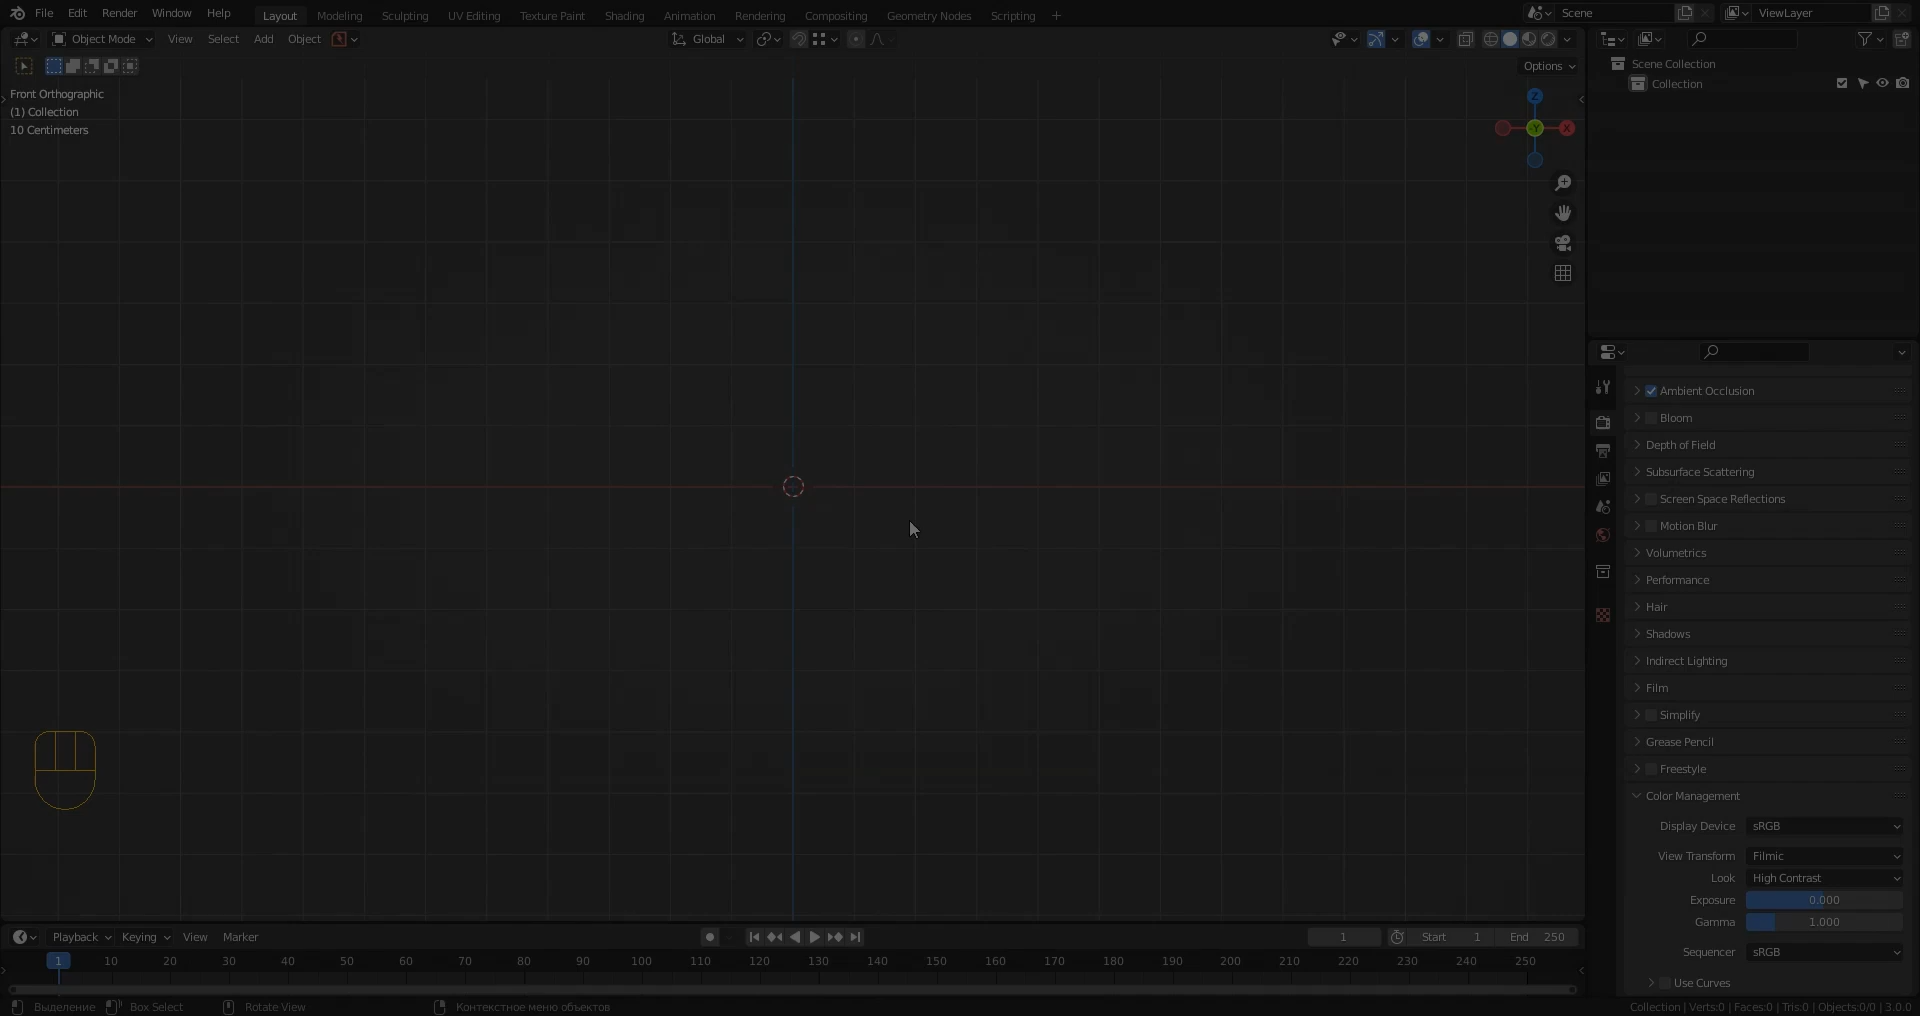 File Edit Render Window Help Layout Modeling Sculpting UV Editing Texture Paint Shading Animation Rendering Compositing Geometry Nodes Scripting + Scene ViewLayer
Object Mode View Select Add Object Global
Options
Front Orthographic
(1) Collection
10 Centimeters
Z
Y
X
Scene Collection
Collection
Ambient Occlusion
Bloom
Depth of Field
Subsurface Scattering
Screen Space Reflections
Motion Blur
Volumetrics
Performance
Hair
Shadows
Indirect Lighting
Film
Simplify
Grease Pencil
Freestyle
Color Management
Display Device sRGB
View Transform Filmic
Look High Contrast
Exposure 0.000
Gamma 1.000
Sequencer sRGB
Use Curves
Playback Keying View Marker 1 Start 1 End 250
1 10 20 30 40 50 60 70 80 90 100 110 120 130 140 150 160 170 180 190 200 210 220 230 240 250
Выделение Box Select Rotate View Контекстное меню объектов Collection | Verts:0 | Faces:0 | Tris:0 | Objects:0/0 | 3.0.0